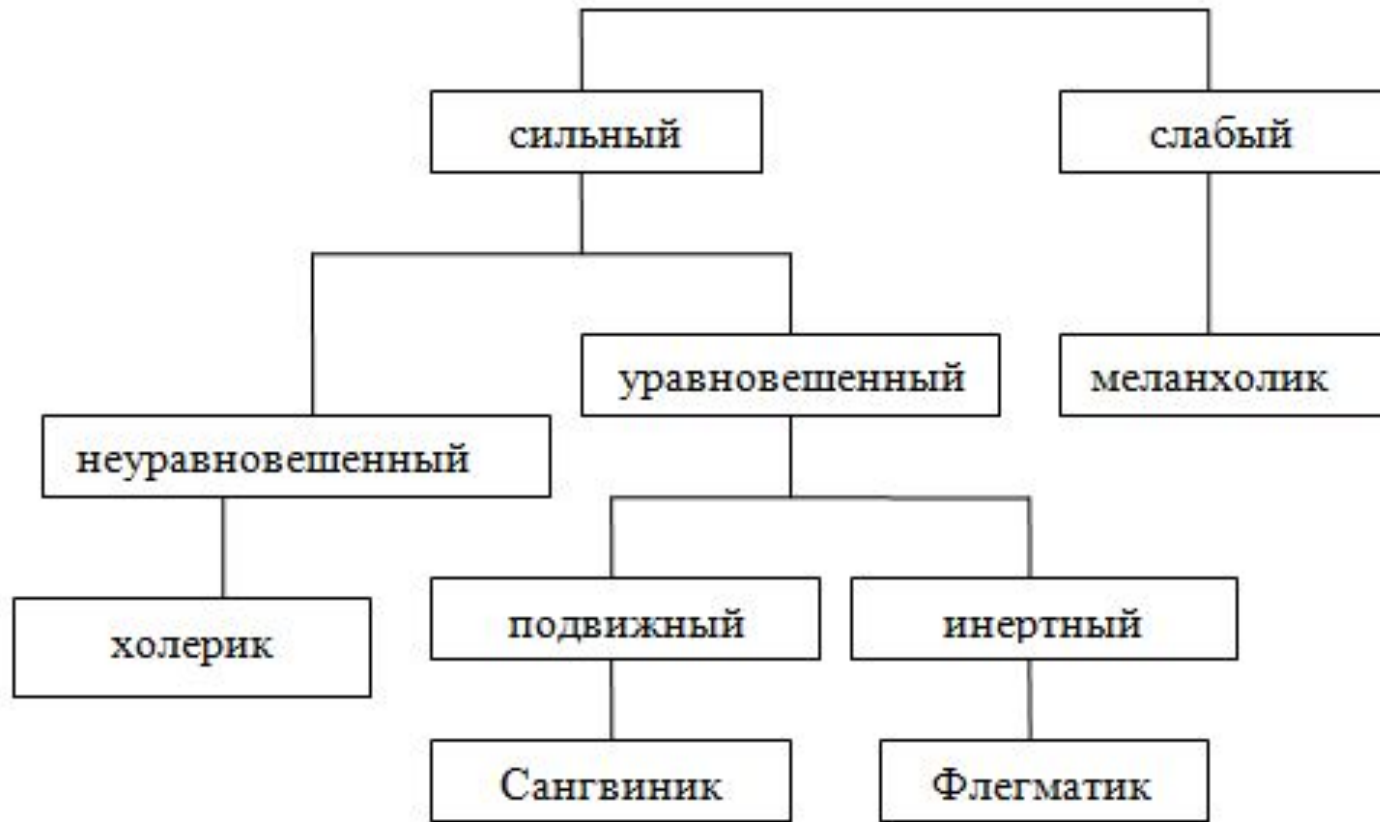 сильный
слабый
уравновешенный
меланхолик
неуравновешенный
подвижный
инертный
холерик
Сангвиник
Флегматик